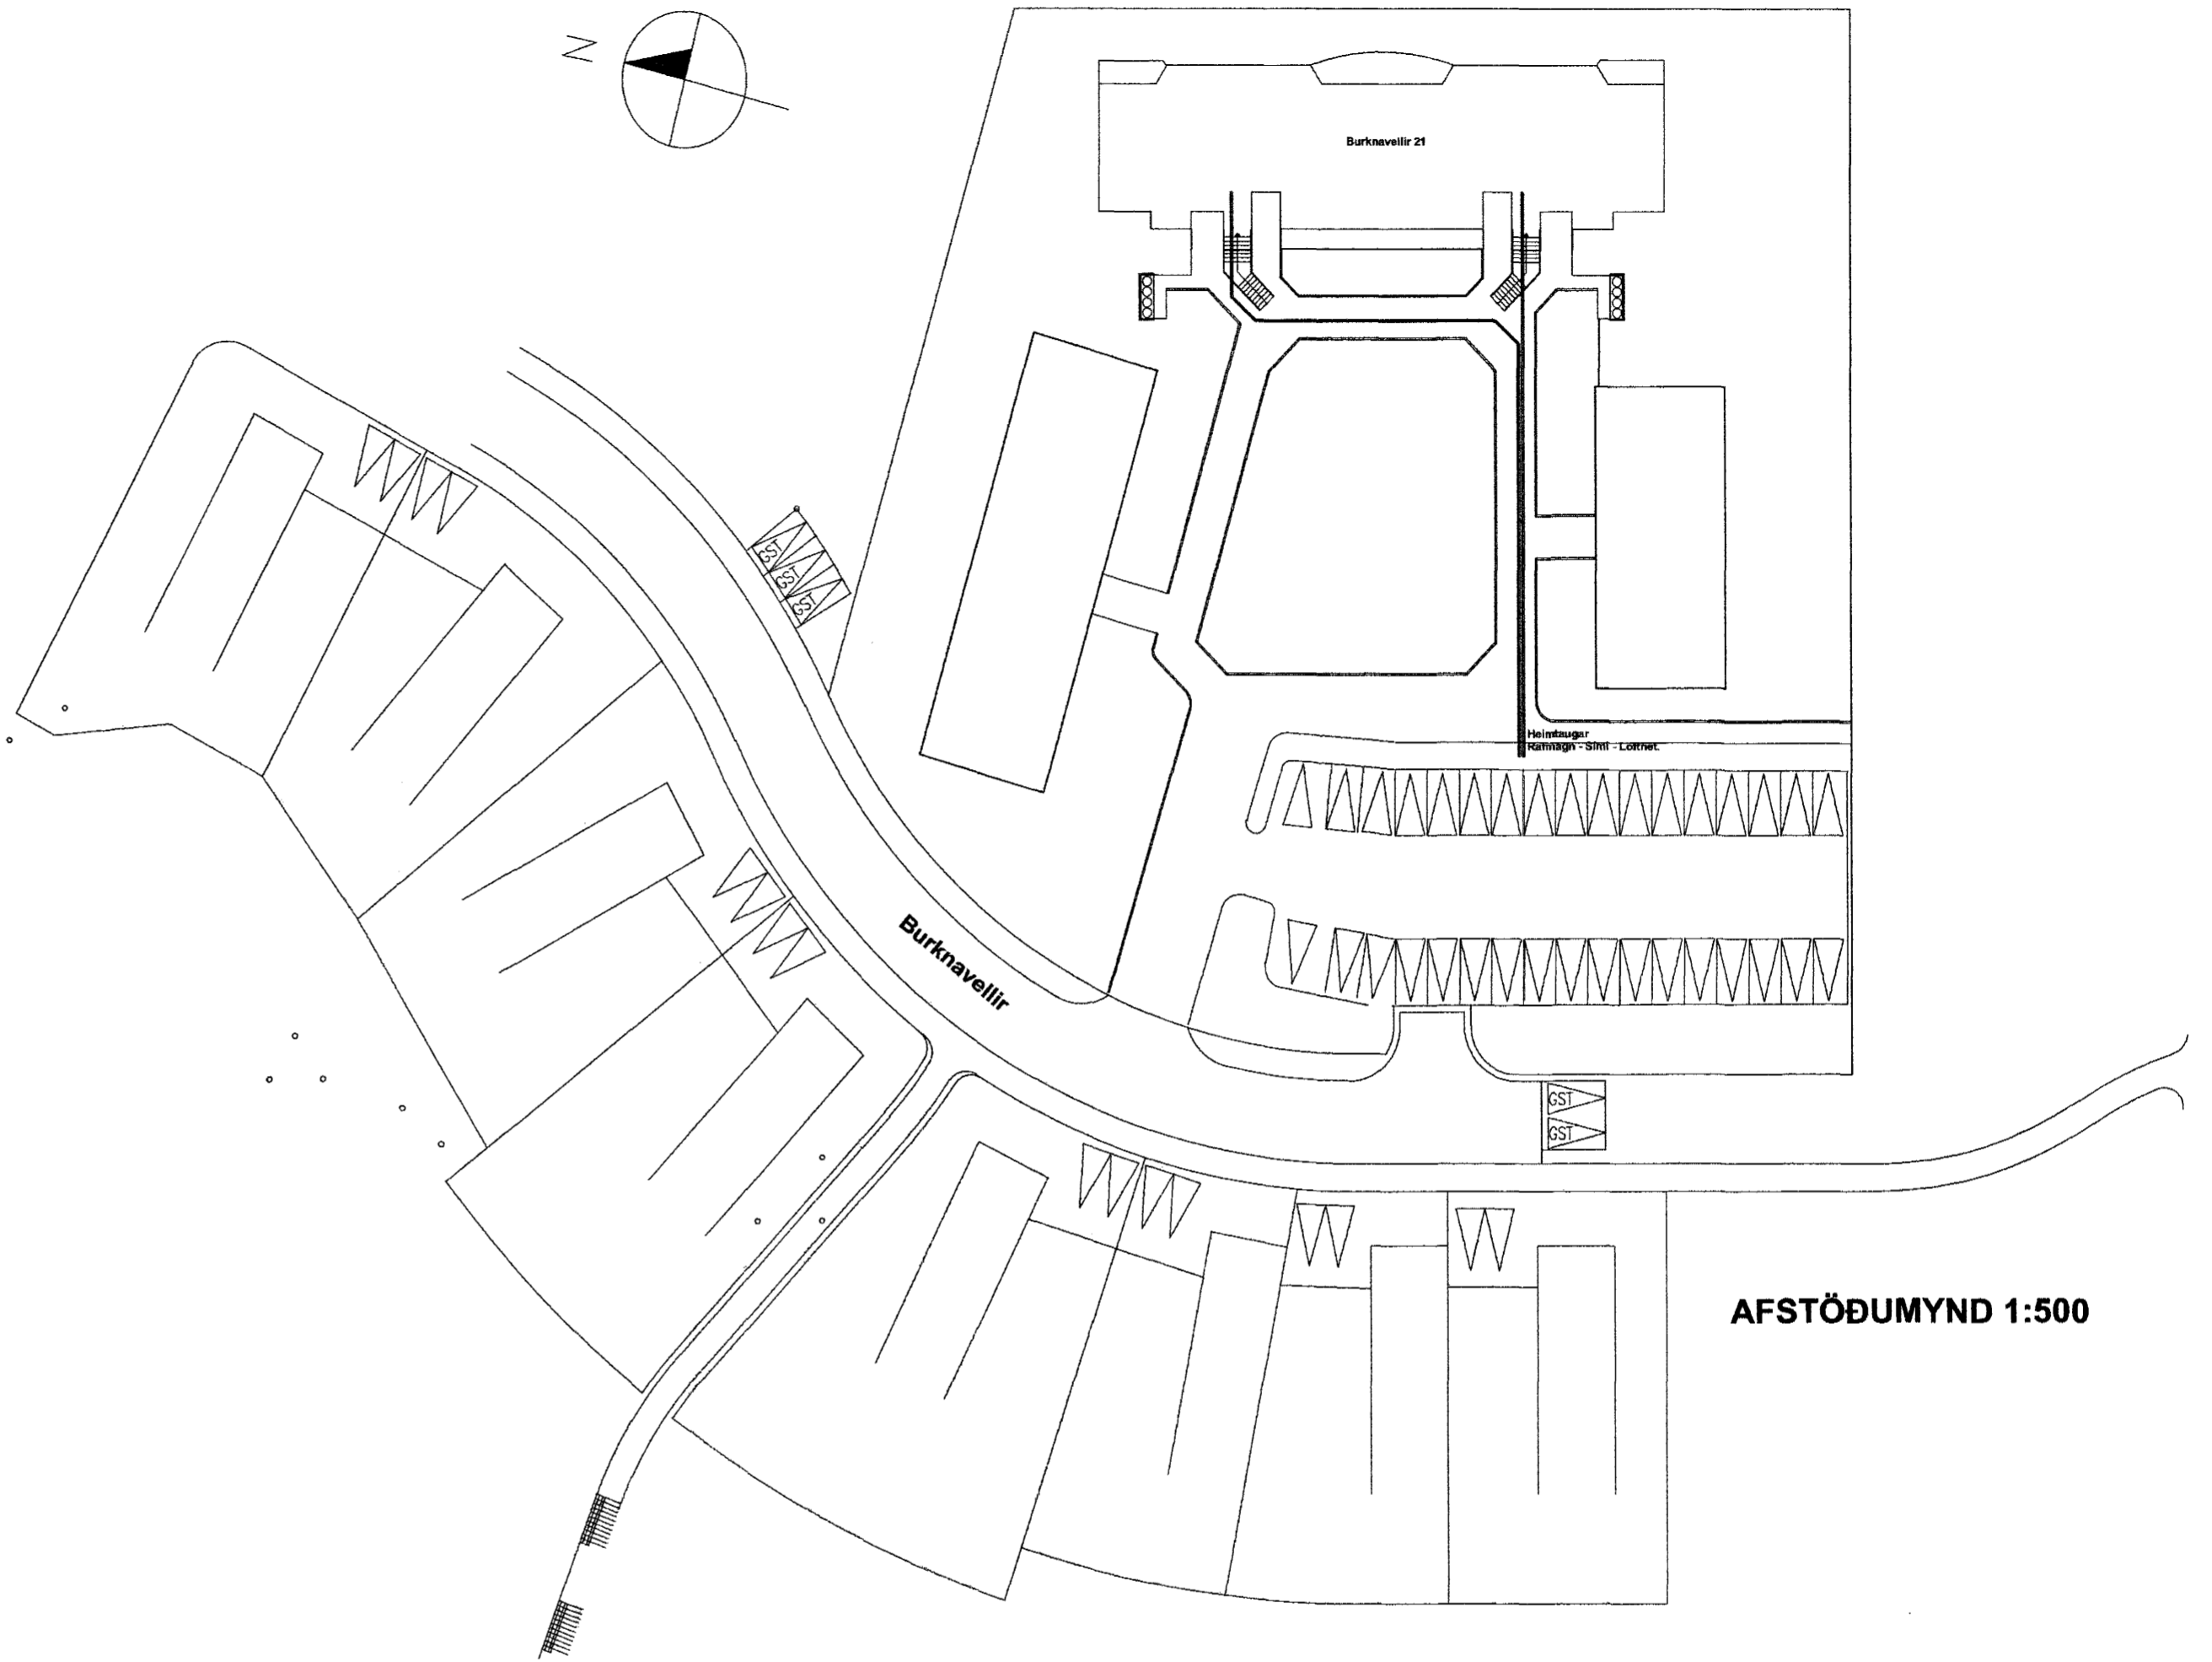 N
Burknavellir 21
GST
GST
GST
Heimtaugar
Rafmagn - Sími - Loftnet.
Burknavellir
GST
GST
AFSTÖÐUMYND 1:500